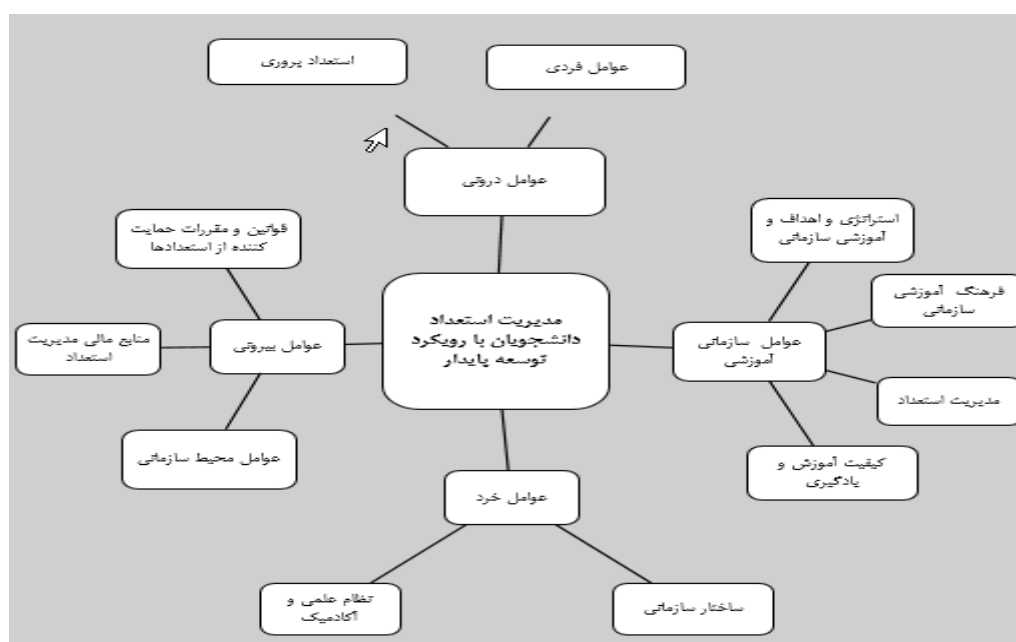 استعداد پروری
عوامل فردی
عوامل درونی
استراتژی و اهداف و
آموزشی سازمانی
قوانین و مقررات حمایت
کننده از استعدادها
فرهنگ آموزشی
سازمانی
مدیریت استعداد
دانشجویان با رویکرد
توسعه پایدار
عوامل سازمانی
آموزشی
عوامل بیرونی
منابع مالی مدیریت
استعداد
مدیریت استعداد
عوامل محیط سازمانی
کیفیت آموزش و
یادگیری
عوامل خرد
نظام علمی و
آکادمیک
ساختار سازمانی